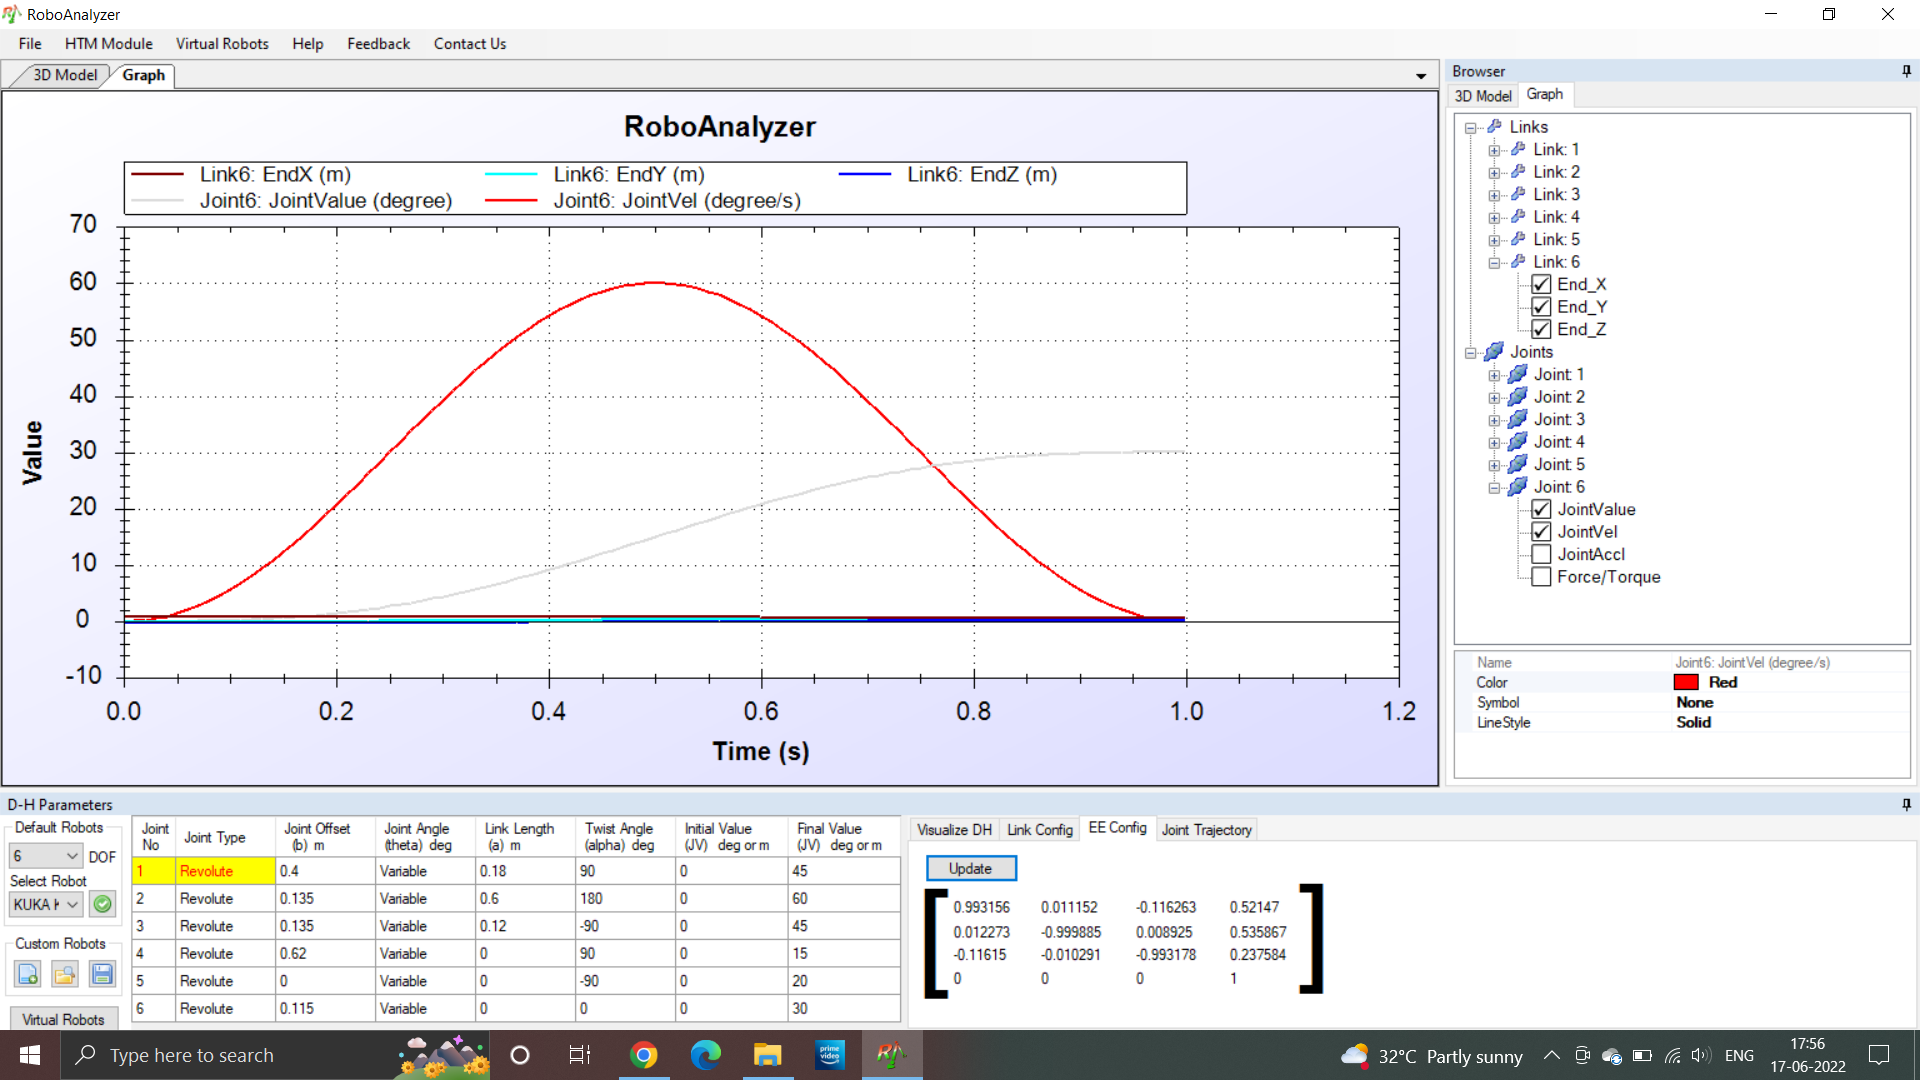 RoboAnalyzer
File HTM Module Virtual Robots Help Feedback Contact Us
3D Model Graph
RoboAnalyzer
Link6: EndX (m) Link6: EndY (m) Link6: EndZ (m)
Joint6: JointValue (degree) Joint6: JointVel (degree/s)
70
60
50
40
30
20
10
0
-10
Value
0.0 0.2 0.4 0.6 0.8 1.0 1.2
Time (s)
Browser
3D Model Graph
Links
Link: 1
Link: 2
Link: 3
Link: 4
Link: 5
Link: 6
End_X
End_Y
End_Z
Joints
Joint: 1
Joint: 2
Joint: 3
Joint: 4
Joint: 5
Joint: 6
JointValue
JointVel
JointAccl
Force/Torque
Name Joint6: JointVel (degree/s)
Color Red
Symbol None
LineStyle Solid
D-H Parameters
Default Robots
6 DOF
Select Robot
KUKA
Custom Robots
Virtual Robots
Joint No Joint Type Joint Offset (b) m Joint Angle (theta) deg Link Length (a) m Twist Angle (alpha) deg Initial Value (JV) deg or m Final Value (JV) deg or m
1 Revolute 0.4 Variable 0.18 90 0 45
2 Revolute 0.135 Variable 0.6 180 0 60
3 Revolute 0.135 Variable 0.12 -90 0 45
4 Revolute 0.62 Variable 0 90 0 15
5 Revolute 0 Variable 0 -90 0 20
6 Revolute 0.115 Variable 0 0 0 30
Visualize DH Link Config EE Config Joint Trajectory
Update
0.993156 0.011152 -0.116263 0.52147
0.012273 -0.999885 0.008925 0.535867
-0.11615 -0.010291 -0.993178 0.237584
0 0 0 1
Type here to search
prime video
32°C Partly sunny
ENG
17:56
17-06-2022